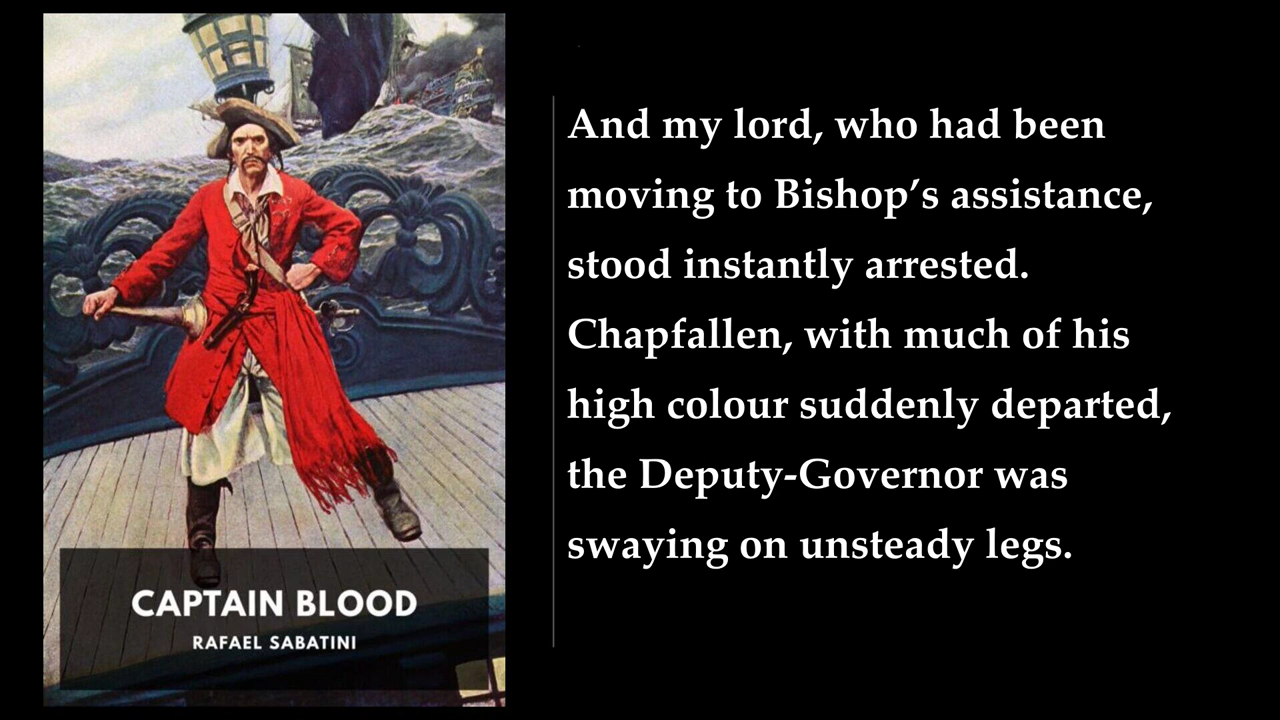 And my lord, who had been
moving to Bishop’s assistance,
stood instantly arrested.
Chapfallen, with much of his
high colour suddenly departed,
the Deputy-Governor was
swaying on unsteady legs.
CAPTAIN BLOOD
RAFAEL SABATINI